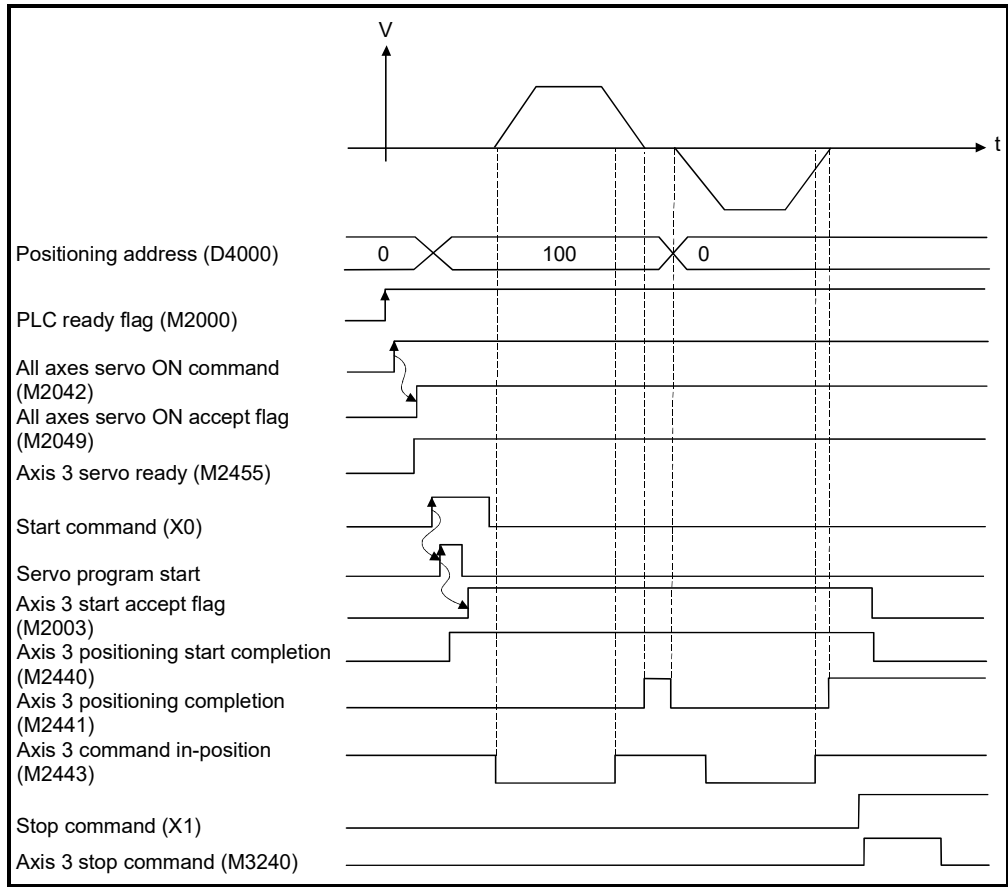 V
t
Positioning address (D4000)
0
100
0
PLC ready flag (M2000)
All axes servo ON command
(M2042)
All axes servo ON accept flag
(M2049)
Axis 3 servo ready (M2455)
Start command (X0)
Servo program start
Axis 3 start accept flag
(M2003)
Axis 3 positioning start completion
(M2440)
Axis 3 positioning completion
(M2441)
Axis 3 command in-position
(M2443)
Stop command (X1)
Axis 3 stop command (M3240)